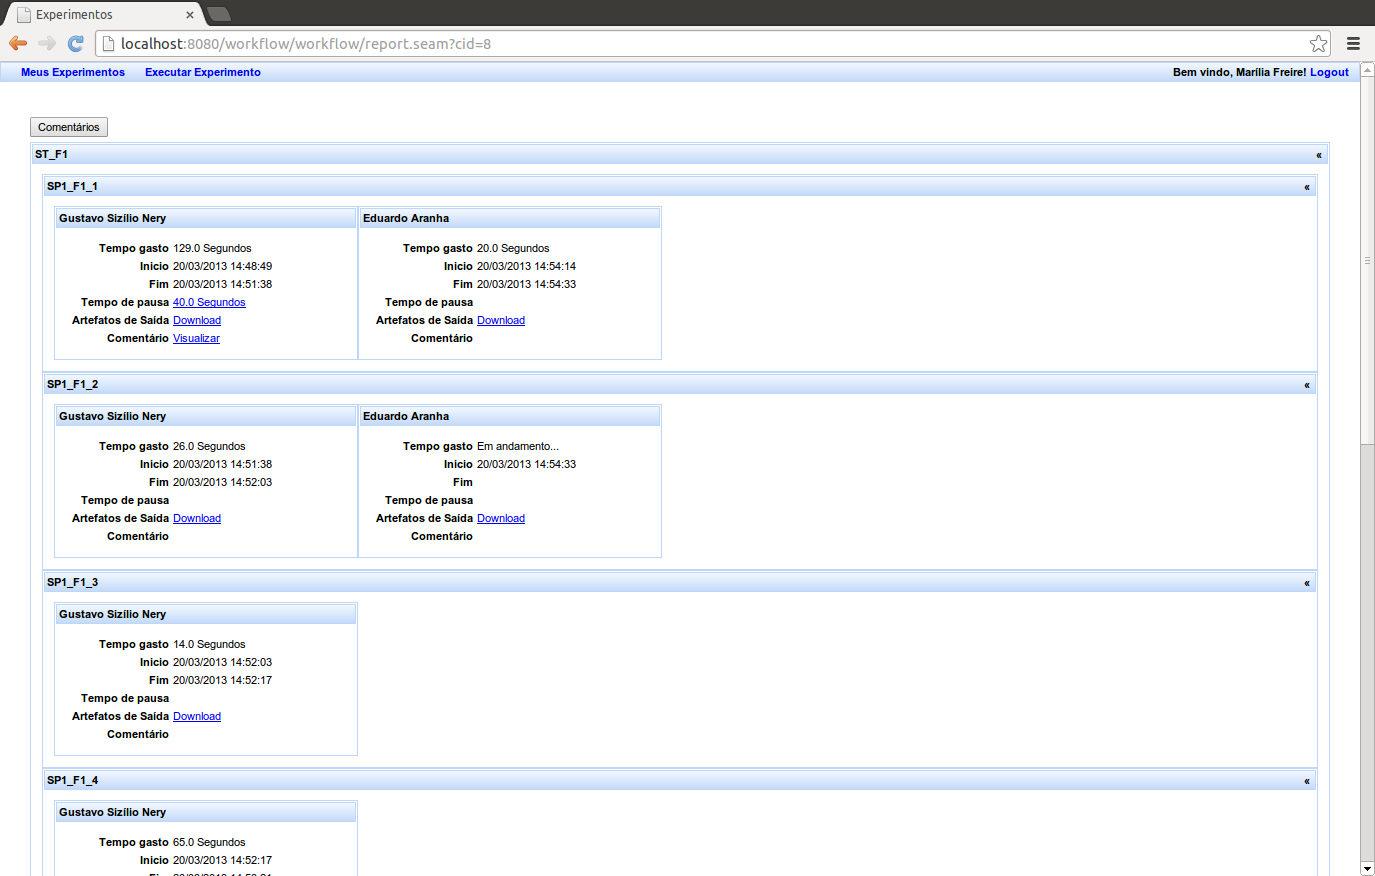 Experimentos
localhost:8080/workflow/workflow/report.seam?cid=8
Meus Experimentos Executar Experimento Bem vindo, Marília Freire! Logout
Comentários
ST_F1 «
SP1_F1_1 «
Gustavo Sizílio Nery Eduardo Aranha
Tempo gasto 129.0 Segundos Tempo gasto 20.0 Segundos
Inicio 20/03/2013 14:48:49 Inicio 20/03/2013 14:54:14
Fim 20/03/2013 14:51:38 Fim 20/03/2013 14:54:33
Tempo de pausa 40.0 Segundos Tempo de pausa
Artefatos de Saída Download Artefatos de Saída Download
Comentário Visualizar Comentário
SP1_F1_2 «
Gustavo Sizílio Nery Eduardo Aranha
Tempo gasto 26.0 Segundos Tempo gasto Em andamento...
Inicio 20/03/2013 14:51:38 Inicio 20/03/2013 14:54:33
Fim 20/03/2013 14:52:03 Fim
Tempo de pausa Tempo de pausa
Artefatos de Saída Download Artefatos de Saída Download
Comentário Comentário
SP1_F1_3 «
Gustavo Sizílio Nery
Tempo gasto 14.0 Segundos
Inicio 20/03/2013 14:52:03
Fim 20/03/2013 14:52:17
Tempo de pausa
Artefatos de Saída Download
Comentário
SP1_F1_4 «
Gustavo Sizílio Nery
Tempo gasto 65.0 Segundos
Inicio 20/03/2013 14:52:17